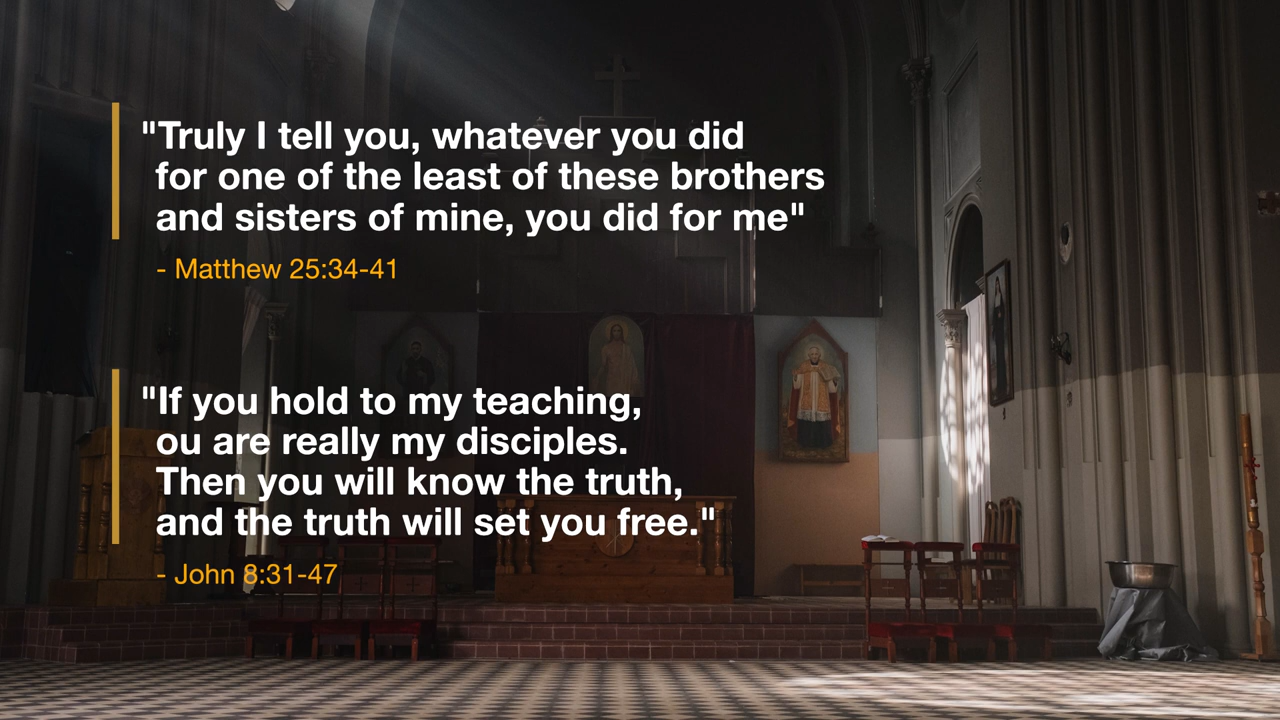 "Truly I tell you, whatever you did
for one of the least of these brothers
and sisters of mine, you did for me"
- Matthew 25:34-41
"If you hold to my teaching,
ou are really my disciples.
Then you will know the truth,
and the truth will set you free."
- John 8:31-47